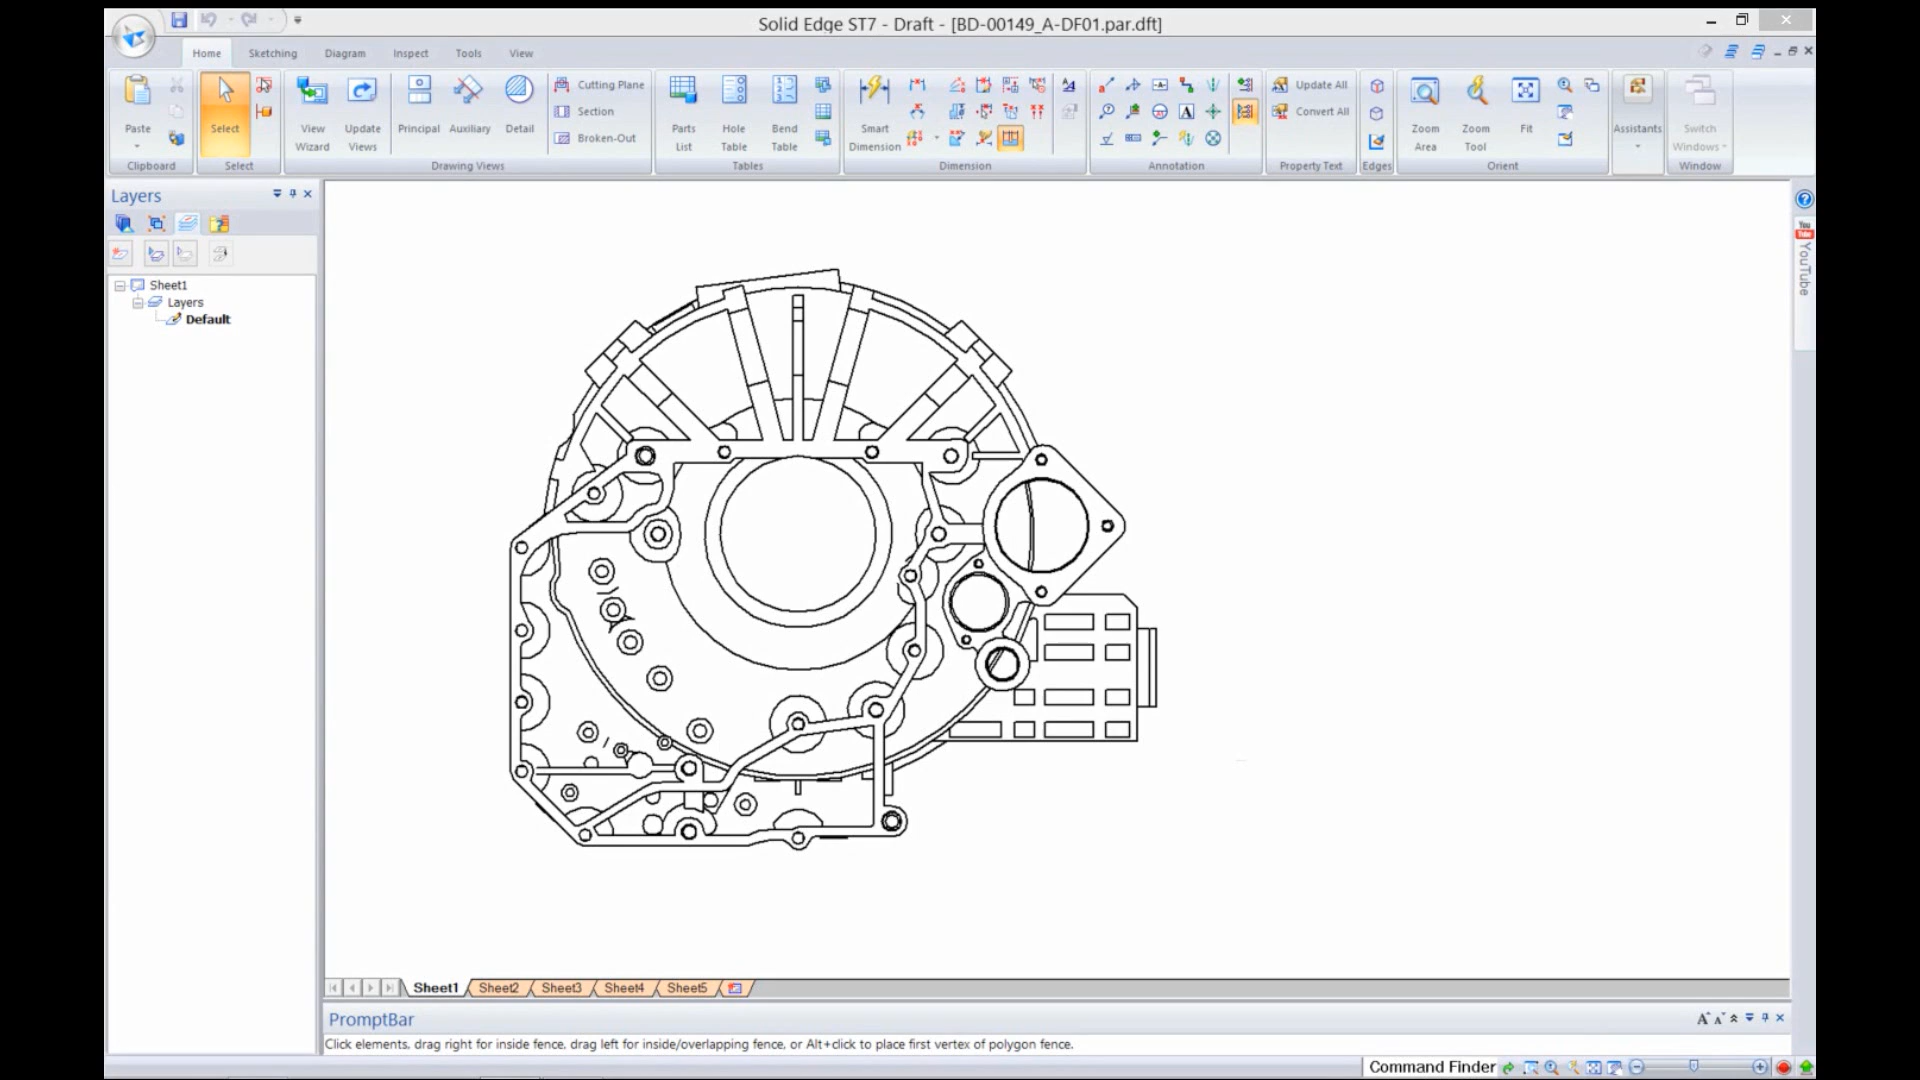 Solid Edge ST7 - Draft - [BD-00149_A-DF01.par.dft]
Home Sketching Diagram Inspect Tools View
Paste
Clipboard
Select
Select
View Wizard
Update Views
Principal
Auxiliary
Detail
Cutting Plane
Section
Broken-Out
Drawing Views
Parts List
Hole Table
Bend Table
Tables
Smart Dimension
Dimension
A
Annotation
Update All
Convert All
Property Text
Edges
Zoom Area
Zoom Tool
Fit
Orient
Assistants
Switch Windows
Window
Layers
Sheet1
Layers
Default
You Tube
YouTube
Sheet1 Sheet2 Sheet3 Sheet4 Sheet5
PromptBar
Click elements, drag right for inside fence, drag left for inside/overlapping fence, or Alt+click to place first vertex of polygon fence.
Command Finder